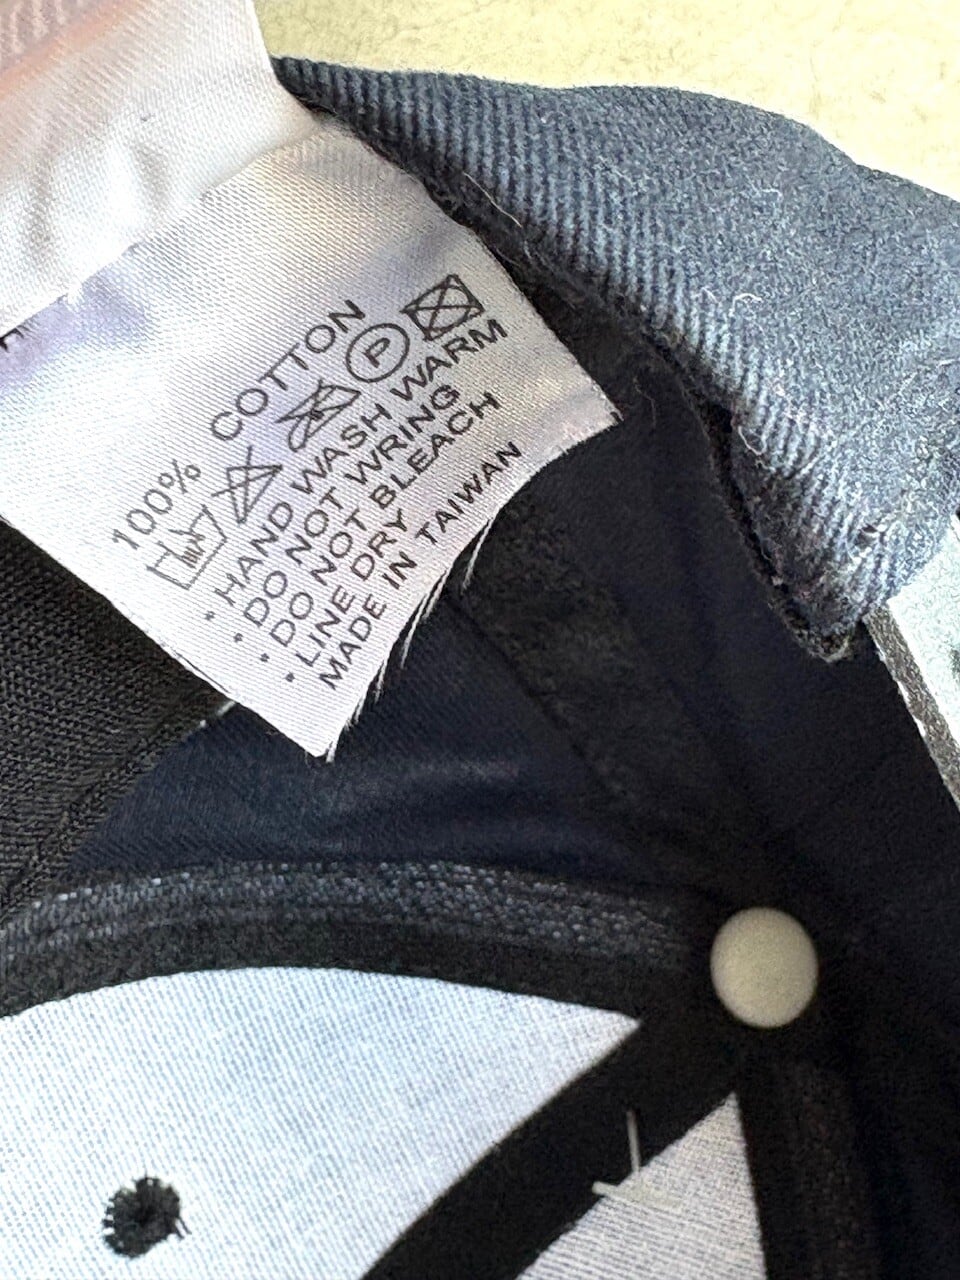 100% COTTON
P
· HAND WASH WARM
· DO NOT WRING
· DO NOT BLEACH
· LINE DRY
MADE IN TAIWAN